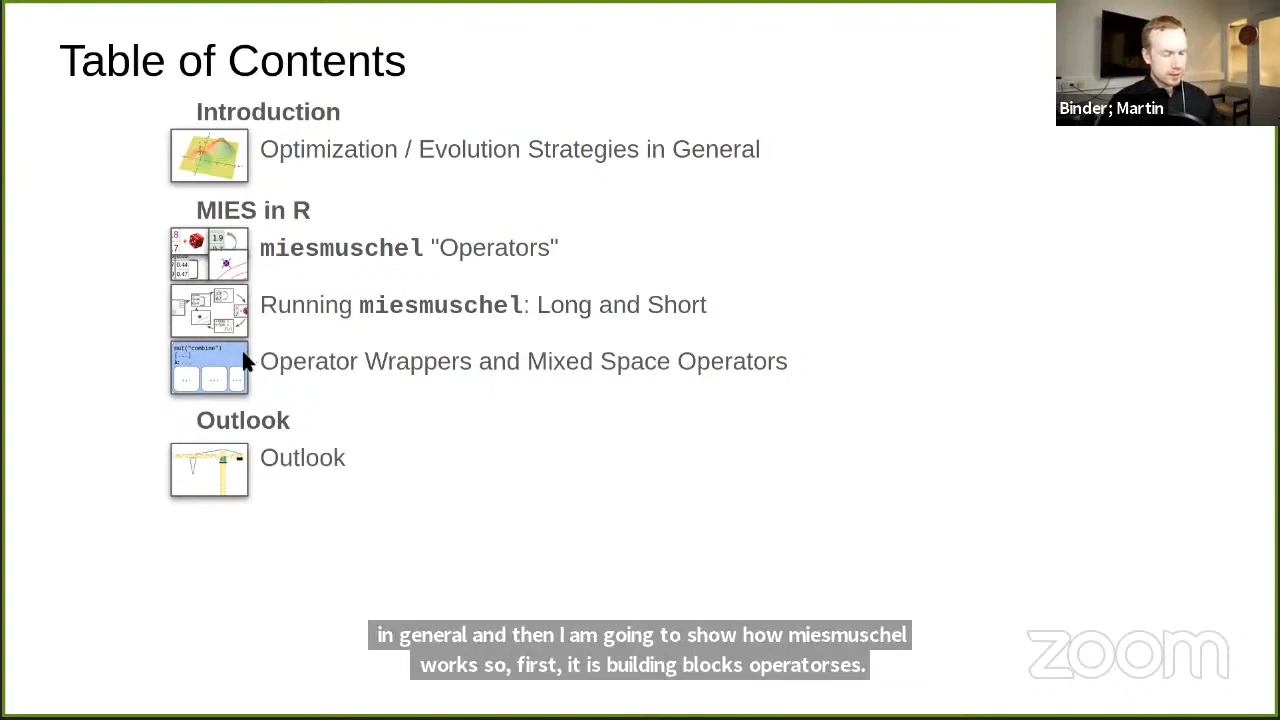 Table of Contents
Binder; Martin
Introduction
Optimization / Evolution Strategies in General
MIES in R
miesmuschel "Operators"
Running miesmuschel: Long and Short
mut("combine")
Operator Wrappers and Mixed Space Operators
Outlook
Outlook
in general and then I am going to show how miesmuschel
works so, first, it is building blocks operatorses.
zoom